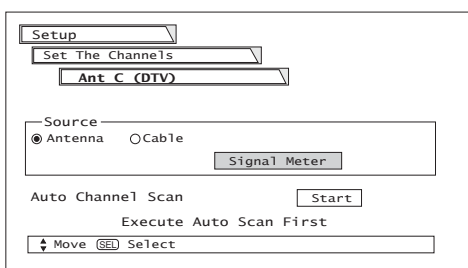 Setup
Set The Channels
Ant C (DTV)
Source
Antenna Cable
Signal Meter
Auto Channel Scan Start
Execute Auto Scan First
Move SEL Select